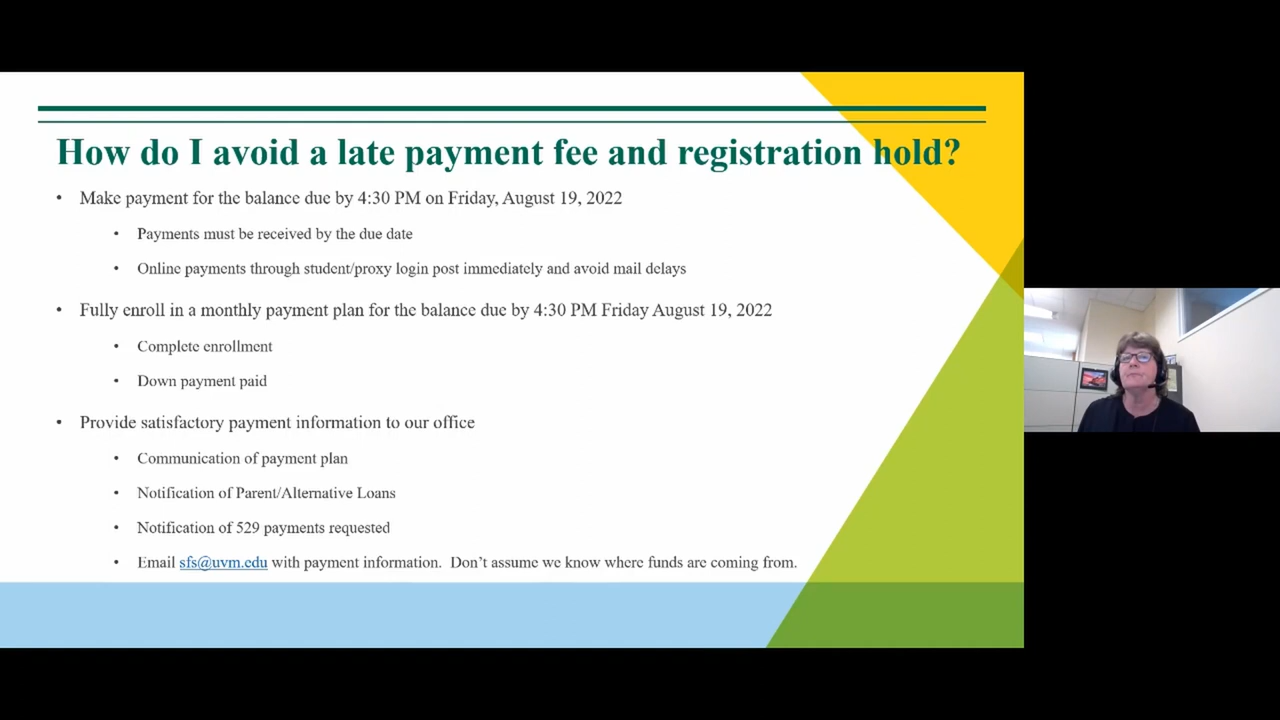 How do I avoid a late payment fee and registration hold?
• Make payment for the balance due by 4:30 PM on Friday, August 19, 2022
• Payments must be received by the due date
• Online payments through student/proxy login post immediately and avoid mail delays
• Fully enroll in a monthly payment plan for the balance due by 4:30 PM Friday August 19, 2022
• Complete enrollment
• Down payment paid
• Provide satisfactory payment information to our office
• Communication of payment plan
• Notification of Parent/Alternative Loans
• Notification of 529 payments requested
• Email sfs@uvm.edu with payment information.  Don’t assume we know where funds are coming from.